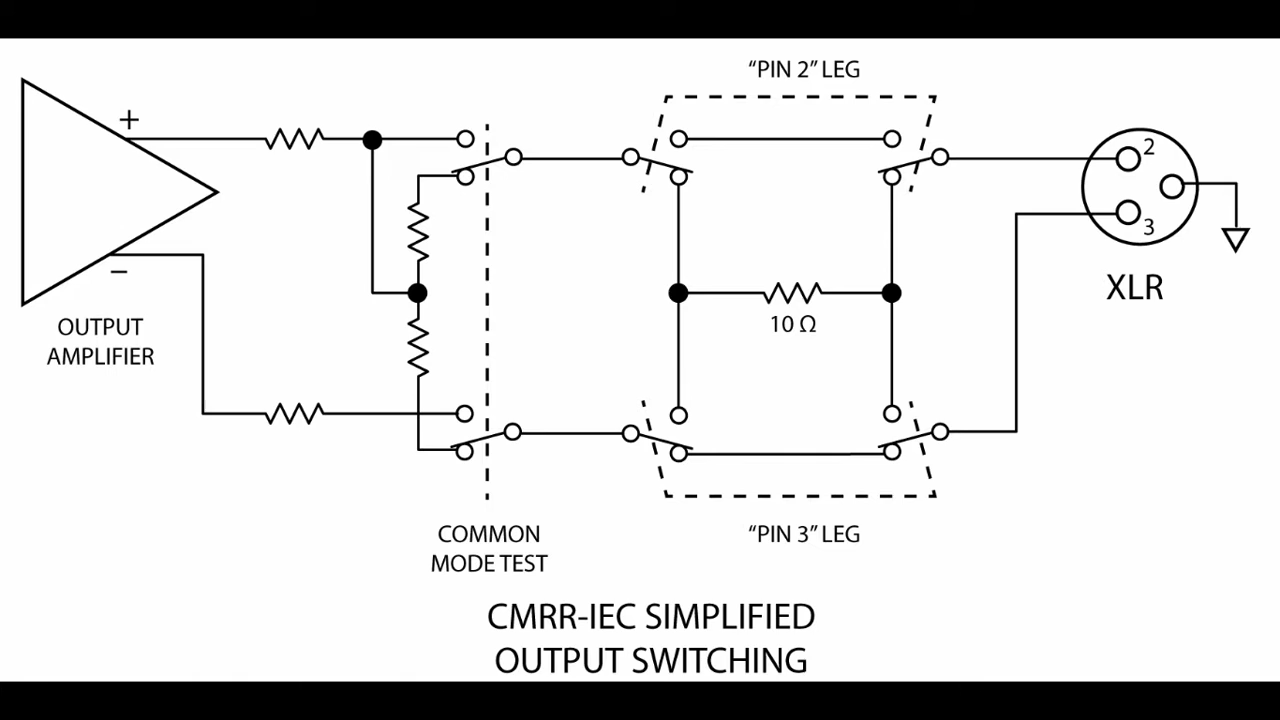 "PIN 2" LEG
+
2
3
−
XLR
10 Ω
OUTPUT
AMPLIFIER
COMMON
MODE TEST
"PIN 3" LEG
CMRR-IEC SIMPLIFIED
OUTPUT SWITCHING